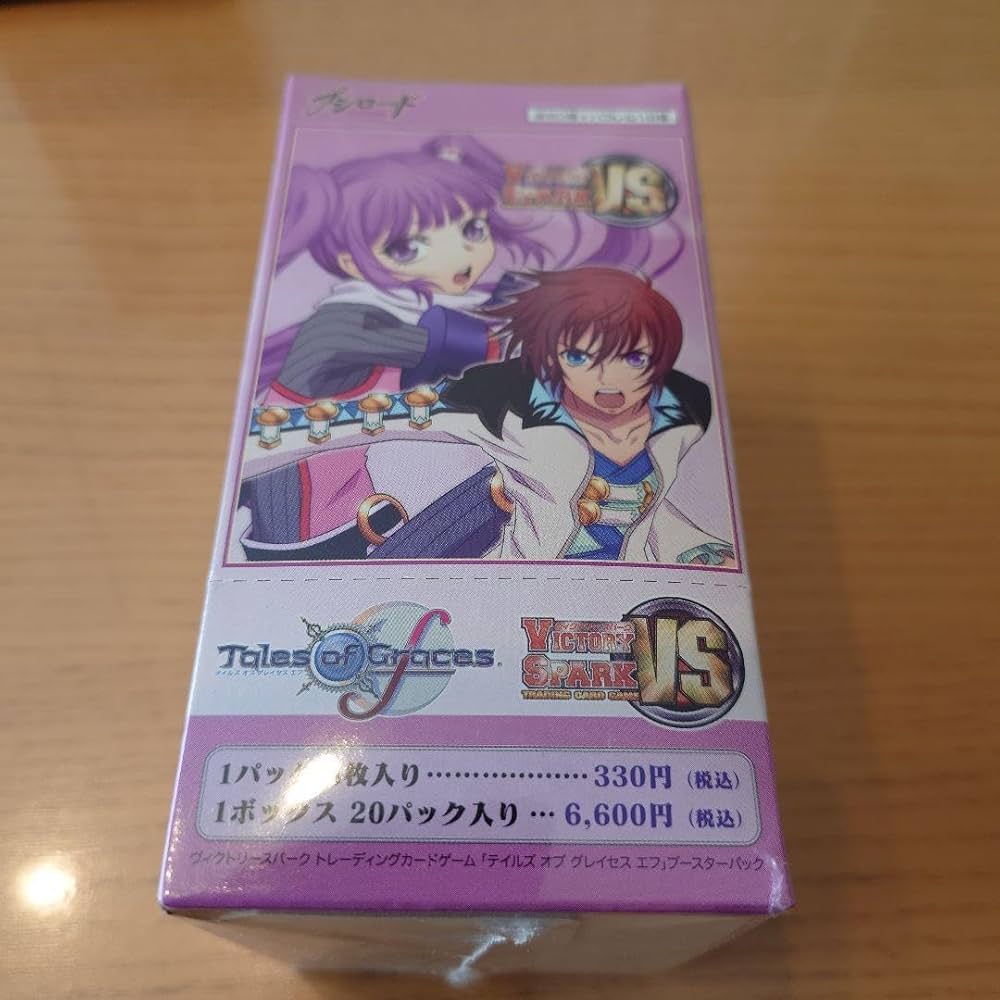 ブシロード
VICTORY
SPARK VS
Tales of Graces f
テイルズ オブ グレイセス エフ
VICTORY
SPARK VS
TRADING CARD GAME
1パック 枚入り………………330円(税込)
1ボックス 20パック入り…6,600円(税込)
ヴィクトリースパーク トレーディングカードゲーム「テイルズ オブ グレイセス エフ」ブースターパック